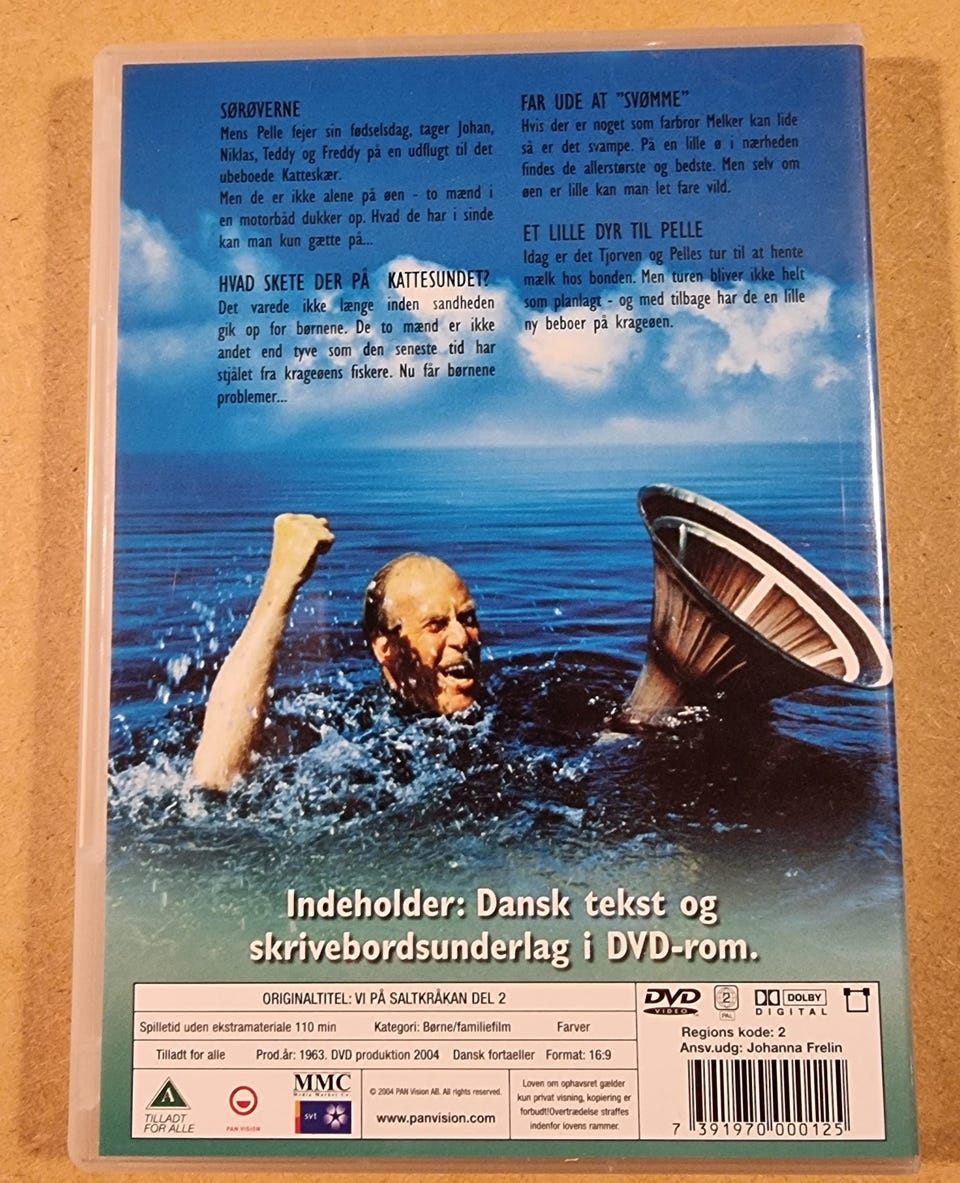 SØRØVERNE
Mens Pelle fejer sin fødselsdag, tager Johan,
Niklas, Teddy og Freddy på en udflugt til det
ubeboede Katteskær.
Men de er ikke alene på øen - to mænd i
en motorbåd dukker op. Hvad de har i sinde
kan man kun gætte på...
HVAD SKETE DER PÅ KATTESUNDET?
Det varede ikke længe inden sandheden
gik op for børnene. De to mænd er ikke
andet end tyve som den seneste tid har
stjålet fra krageøens fiskere. Nu får børnene
problemer...
FAR UDE AT "SVØMME"
Hvis der er noget som farbror Melker kan lide
så er det svampe. På en lille ø i nærheden
findes de allerstørste og bedste. Men selv om
øen er lille kan man let fare vild.
ET LILLE DYR TIL PELLE
Idag er det Tjorven og Pelles tur til at hente
mælk hos bonden. Men turen bliver ikke helt
som planlagt - og med tilbage har de en lille
ny beboer på krageøen.
Indeholder: Dansk tekst og
skrivebordsunderlag i DVD-rom.
ORIGINALTITEL: VI PÅ SALTKRÅKAN DEL 2
Spilletid uden ekstramateriale 110 min Kategori: Børne/familiefilm Farver
Tilladt for alle Prod.år: 1963. DVD produktion 2004 Dansk fortaeller Format: 16:9
A
TILLADT
FOR ALLE
PAN VISION
MMC
Media Market Co.
svt
© 2004 PAN Vision AB. All rights reserved.
www.panvision.com
Loven om ophavsret gælder
kun privat visning, kopiering er
forbudt!Overtrædelse straffes
indenfor lovens rammer.
DVD
VIDEO
2
PAL
DOLBY
DIGITAL
Regions kode: 2
Ansv.udg: Johanna Frelin
7 391970 000125